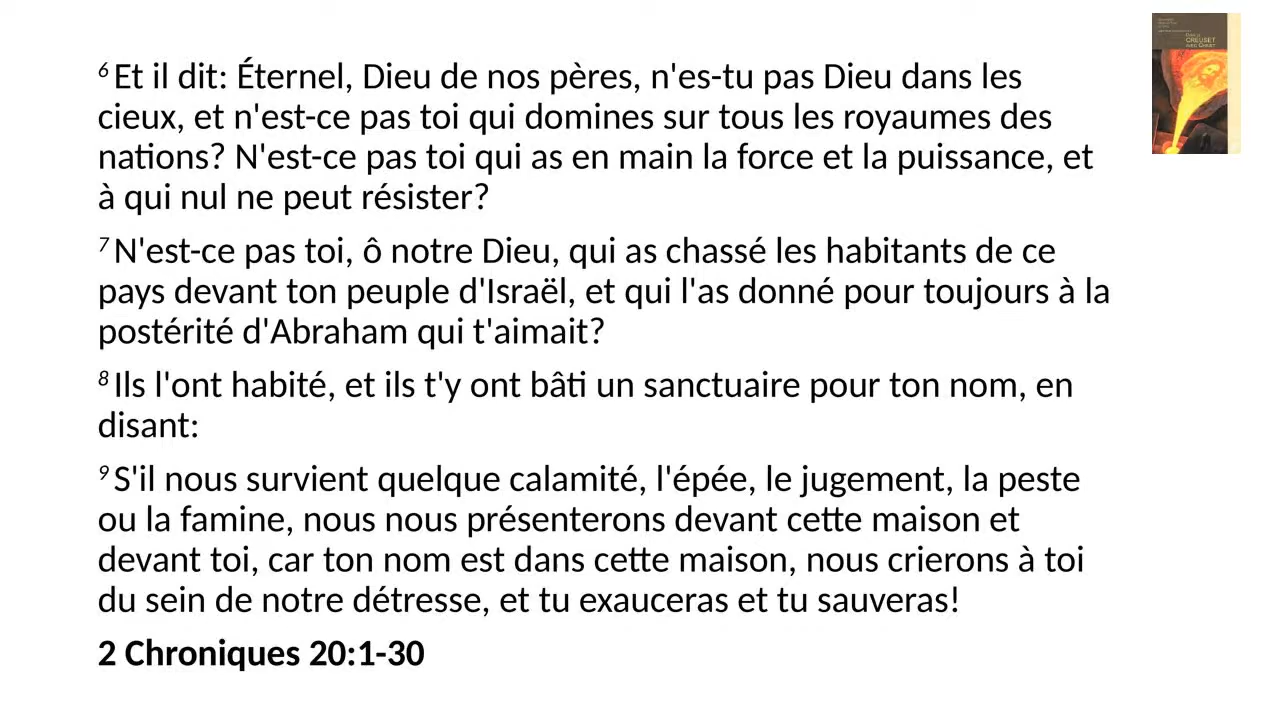 6 Et il dit: Éternel, Dieu de nos pères, n'es-tu pas Dieu dans les
cieux, et n'est-ce pas toi qui domines sur tous les royaumes des
nations? N'est-ce pas toi qui as en main la force et la puissance, et
à qui nul ne peut résister?
7 N'est-ce pas toi, ô notre Dieu, qui as chassé les habitants de ce
pays devant ton peuple d'Israël, et qui l'as donné pour toujours à la
postérité d'Abraham qui t'aimait?
8 Ils l'ont habité, et ils t'y ont bâti un sanctuaire pour ton nom, en
disant:
9 S'il nous survient quelque calamité, l'épée, le jugement, la peste
ou la famine, nous nous présenterons devant cette maison et
devant toi, car ton nom est dans cette maison, nous crierons à toi
du sein de notre détresse, et tu exauceras et tu sauveras!
2 Chroniques 20:1-30
CREUSET
AVEC CHRIST